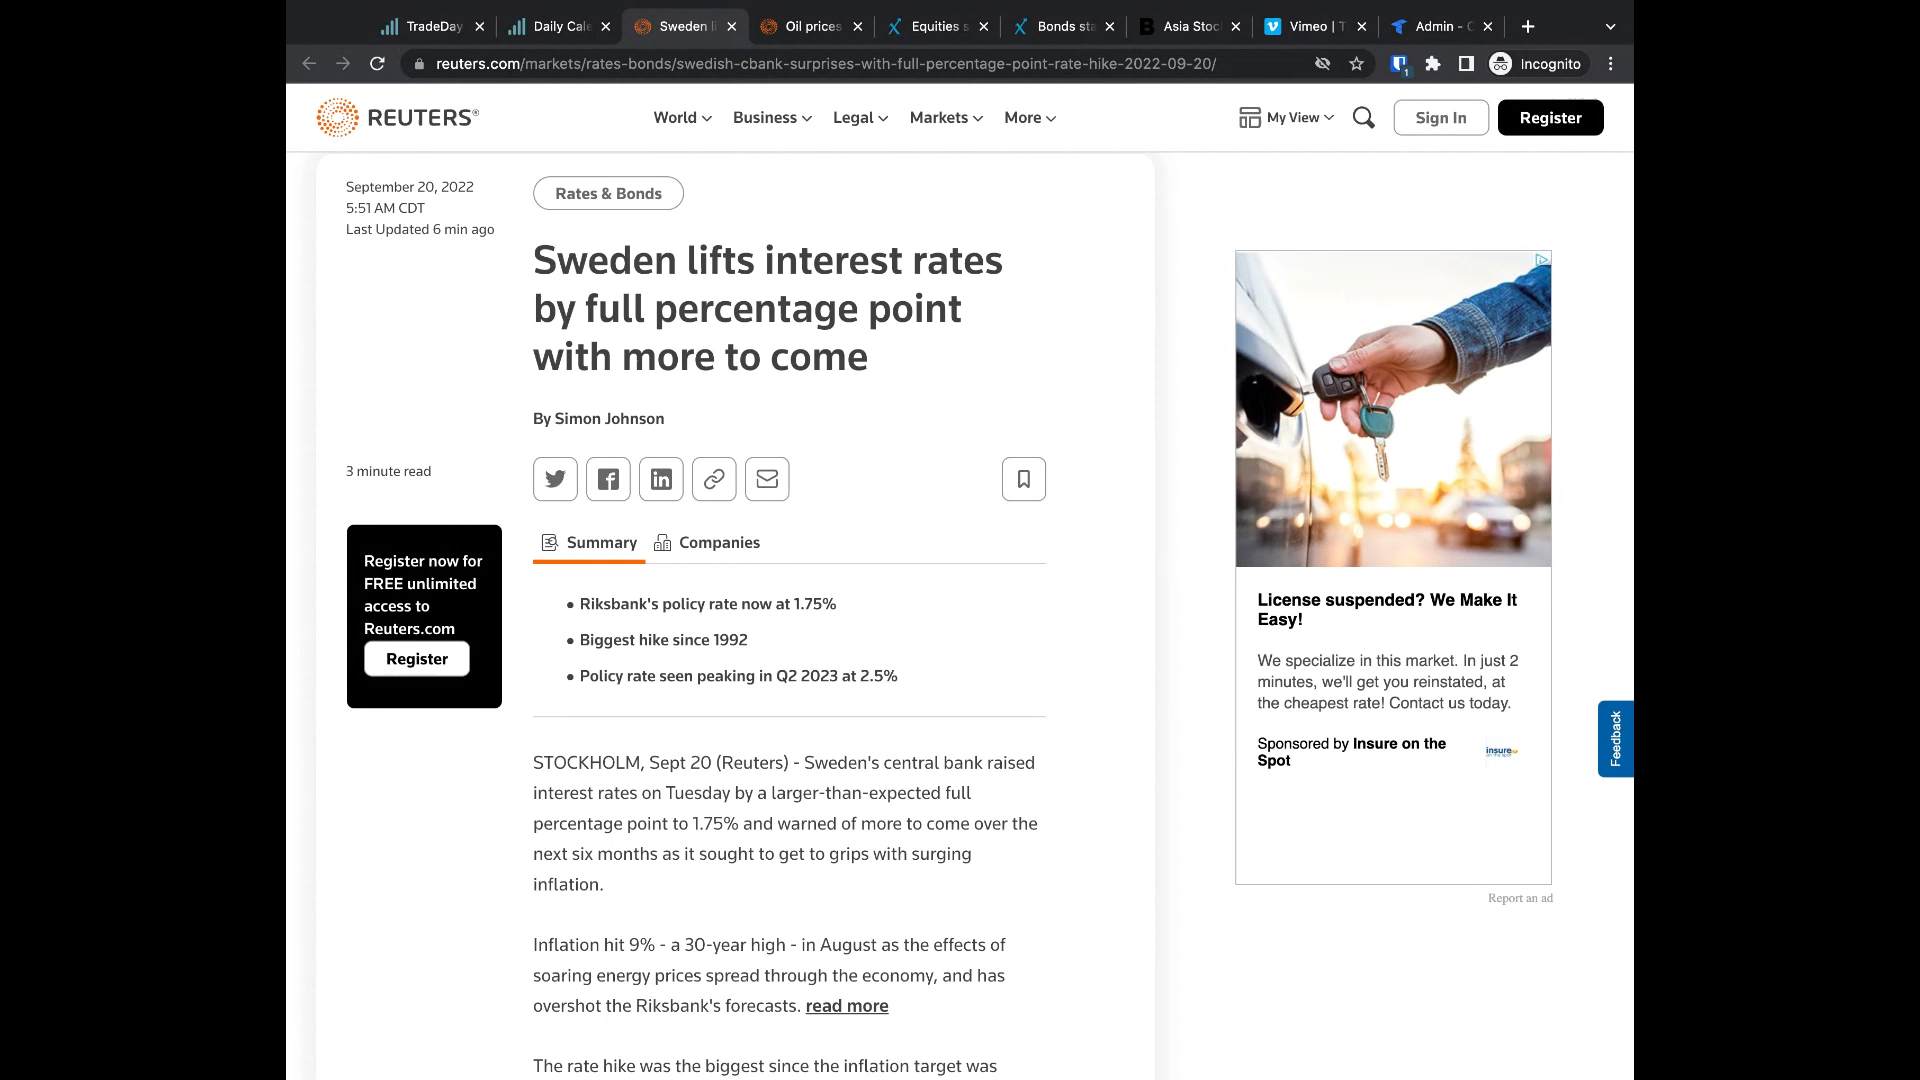 TradeDay
Daily Cale
Sweden li
Oil prices
Equities s
Bonds sta
Asia Stoc
Vimeo | T
Admin - C
reuters.com/markets/rates-bonds/swedish-cbank-surprises-with-full-percentage-point-rate-hike-2022-09-20/
1
Incognito
REUTERS®
World
Business
Legal
Markets
More
My View
Sign In
Register
September 20, 2022
5:51 AM CDT
Last Updated 6 min ago
Rates & Bonds
Sweden lifts interest rates
by full percentage point
with more to come
By Simon Johnson
3 minute read
Register now for
FREE unlimited
access to
Reuters.com
Register
Summary
Companies
• Riksbank's policy rate now at 1.75%
• Biggest hike since 1992
• Policy rate seen peaking in Q2 2023 at 2.5%
STOCKHOLM, Sept 20 (Reuters) - Sweden's central bank raised
interest rates on Tuesday by a larger-than-expected full
percentage point to 1.75% and warned of more to come over the
next six months as it sought to get to grips with surging
inflation.
Inflation hit 9% - a 30-year high - in August as the effects of
soaring energy prices spread through the economy, and has
overshot the Riksbank's forecasts. read more
The rate hike was the biggest since the inflation target was
License suspended? We Make It
Easy!
We specialize in this market. In just 2
minutes, we'll get you reinstated, at
the cheapest rate! Contact us today.
Sponsored by Insure on the
Spot
insure
Report an ad
Feedback